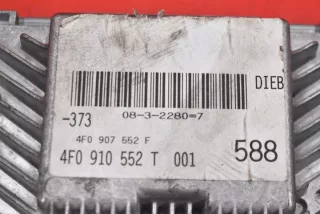 DIEB
08-3-2280=7
-373
4F0 907 552 F
4F0 910 552 T 001 588